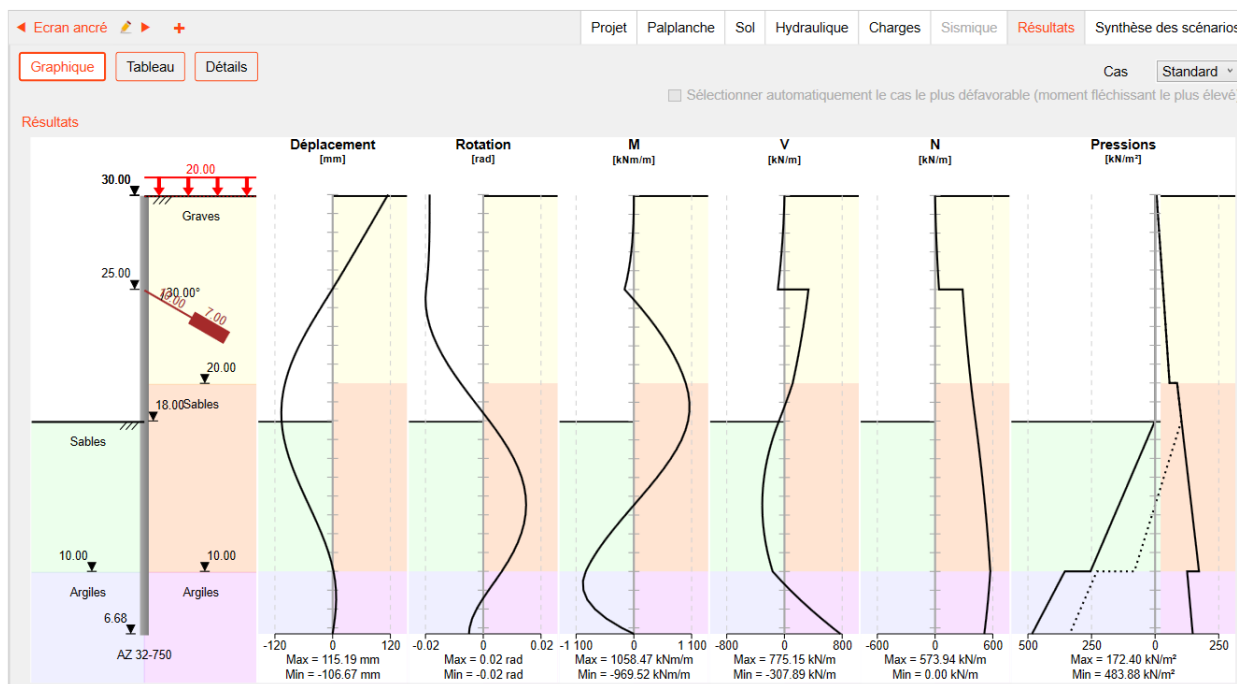 Ecran ancré
Projet Palplanche Sol Hydraulique Charges Sismique Résultats Synthèse des scénarios
Graphique Tableau Détails
Cas Standard
Sélectionner automatiquement le cas le plus défavorable (moment fléchissant le plus élevé
Résultats
Déplacement Rotation M V N Pressions
[mm] [rad] [kNm/m] [kN/m] [kN/m] [kN/m²]
20.00
30.00
Graves
25.00
30.00°
10.00
7.00
20.00
18.00 Sables
Sables
10.00 10.00
Argiles Argiles
6.68
AZ 32-750
-120 0 120 -0.02 0 0.02 -1 100 0 1 100 -800 0 800 -600 0 600 500 250 0 250
Max = 115.19 mm Max = 0.02 rad Max = 1058.47 kNm/m Max = 775.15 kN/m Max = 573.94 kN/m Max = 172.40 kN/m²
Min = -106.67 mm Min = -0.02 rad Min = -969.52 kNm/m Min = -307.89 kN/m Min = 0.00 kN/m Min = 483.88 kN/m²